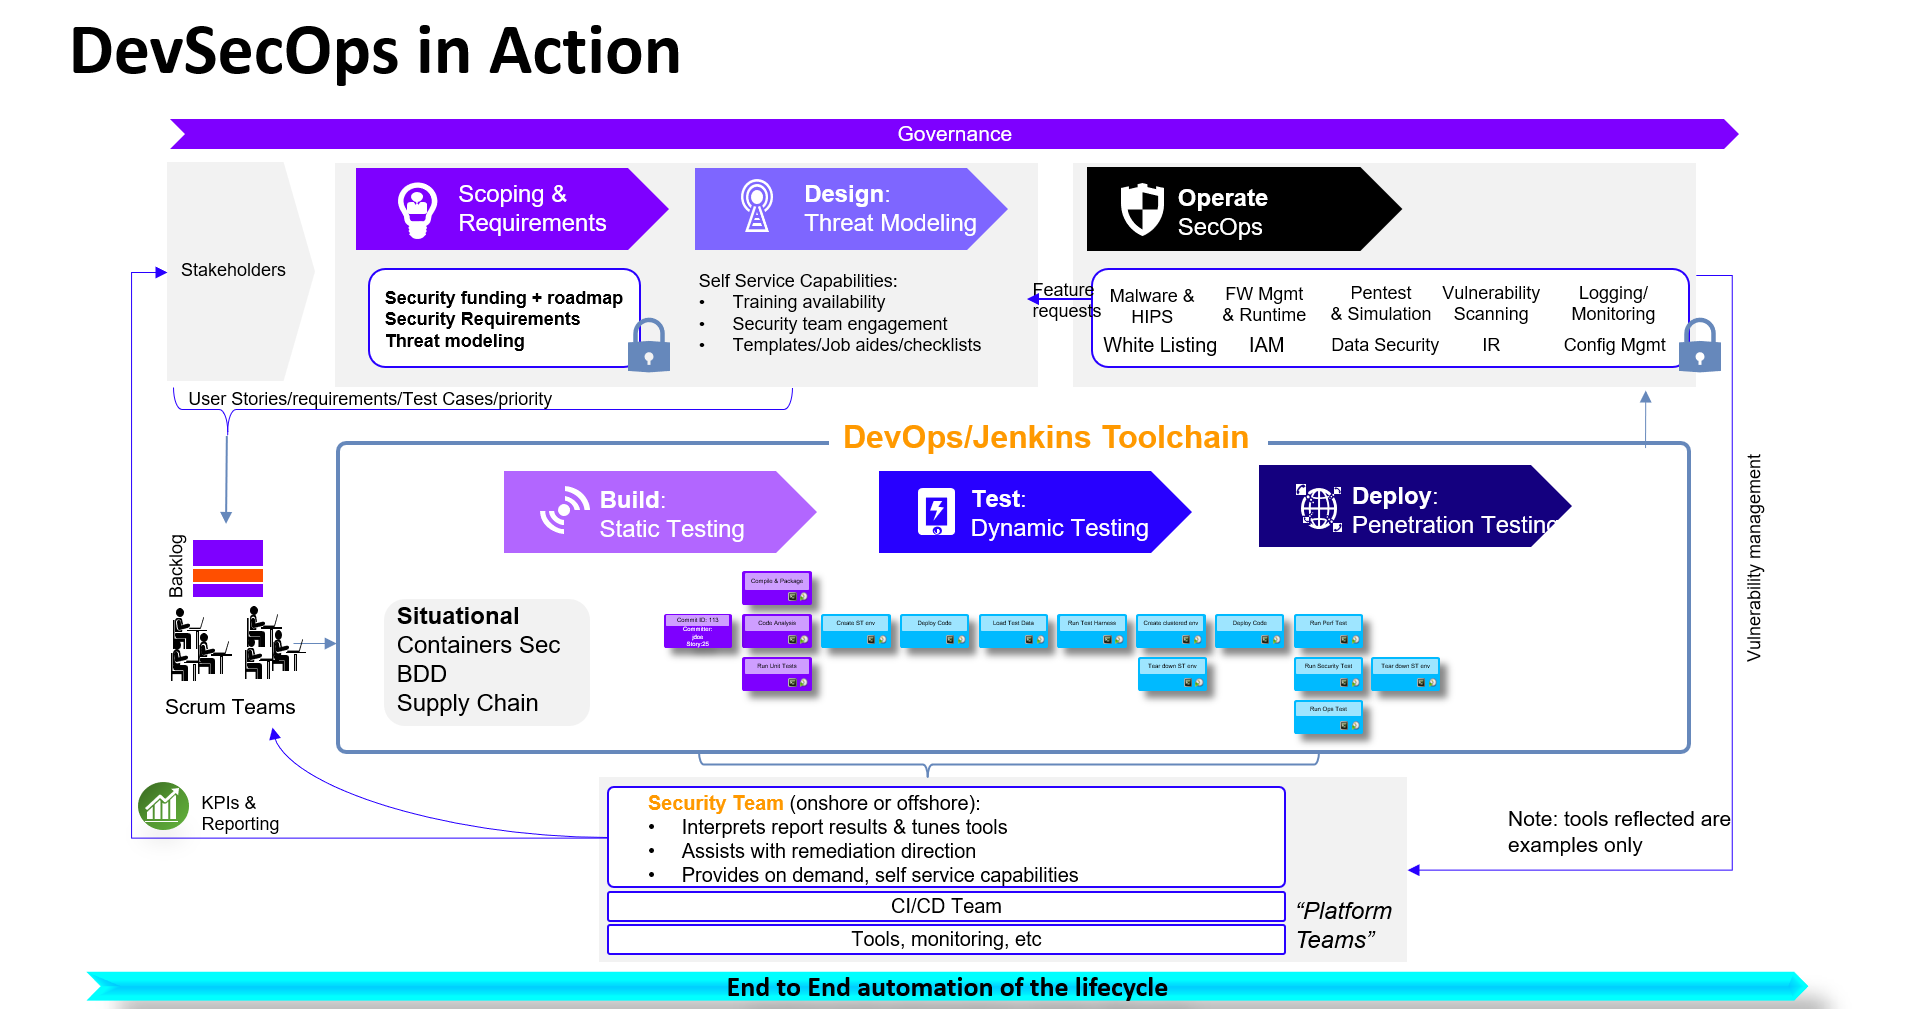 DevSecOps in Action
Governance
Stakeholders
Scoping &
Requirements
Security funding + roadmap
Security Requirements
Threat modeling
Design:
Threat Modeling
Self Service Capabilities:
• Training availability
• Security team engagement
• Templates/Job aides/checklists
Feature
requests
Operate
SecOps
Malware &
HIPS
FW Mgmt
& Runtime
Pentest
& Simulation
Vulnerability
Scanning
Logging/
Monitoring
White Listing
IAM
Data Security
IR
Config Mgmt
User Stories/requirements/Test Cases/priority
DevOps/Jenkins Toolchain
Build:
Static Testing
Test:
Dynamic Testing
Deploy:
Penetration Testing
Backlog
Scrum Teams
Situational
Containers Sec
BDD
Supply Chain
Compile & Package
Commit ID: 113
Committer:
jdoe
Story:25
Code Analysis
Create ST env
Deploy Code
Load Test Data
Run Test Harness
Create clustered env
Deploy Code
Run Perf Test
Run Unit Tests
Tear down ST env
Run Security Test
Tear down ST env
Run Ops Test
Vulnerability management
KPIs &
Reporting
Security Team (onshore or offshore):
• Interprets report results & tunes tools
• Assists with remediation direction
• Provides on demand, self service capabilities
CI/CD Team
Tools, monitoring, etc
“Platform
Teams”
Note: tools reflected are
examples only
End to End automation of the lifecycle